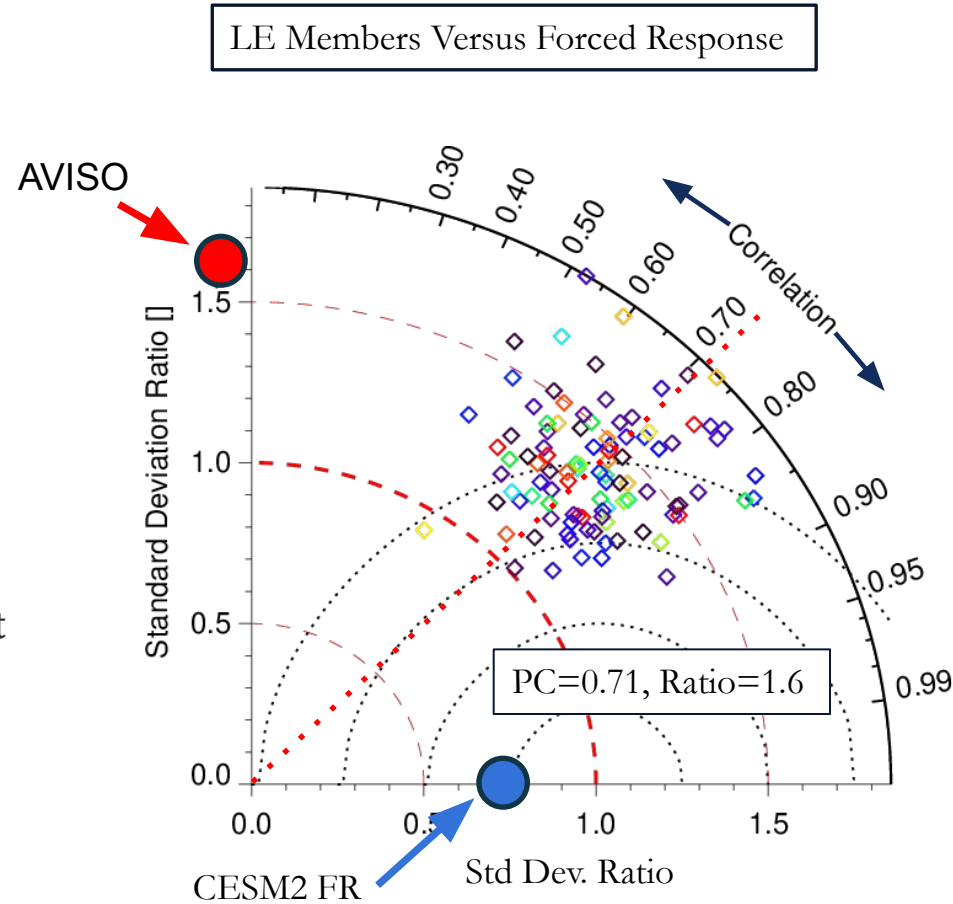 LE Members Versus Forced Response
AVISO
0.30
0.40
0.50
0.60
0.70
0.80
0.90
0.95
0.99
Correlation
Standard Deviation Ratio []
1.5
1.0
0.5
0.0
t
PC=0.71, Ratio=1.6
0.0
0.5
1.0
1.5
Std Dev. Ratio
CESM2 FR